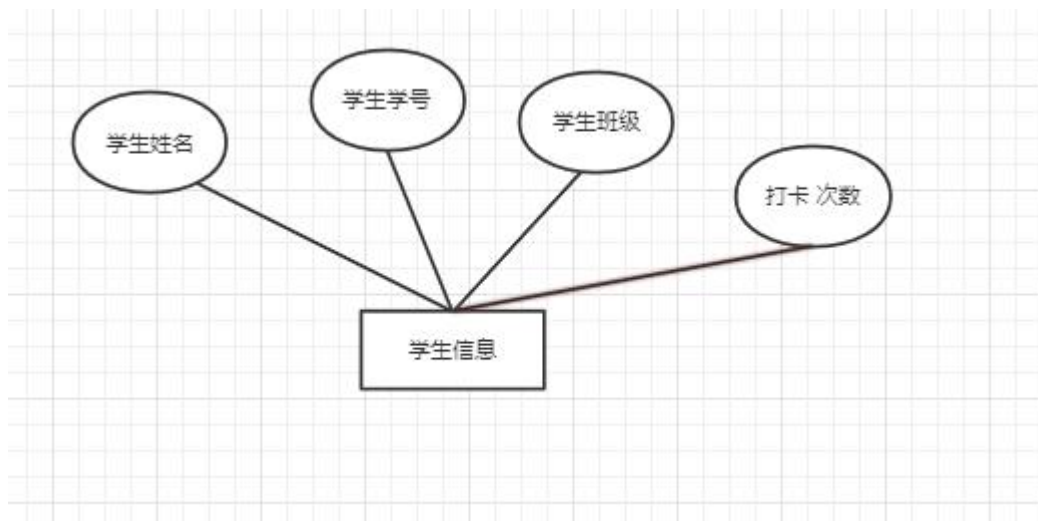 学生姓名
学生学号
学生班级
打卡 次数
学生信息